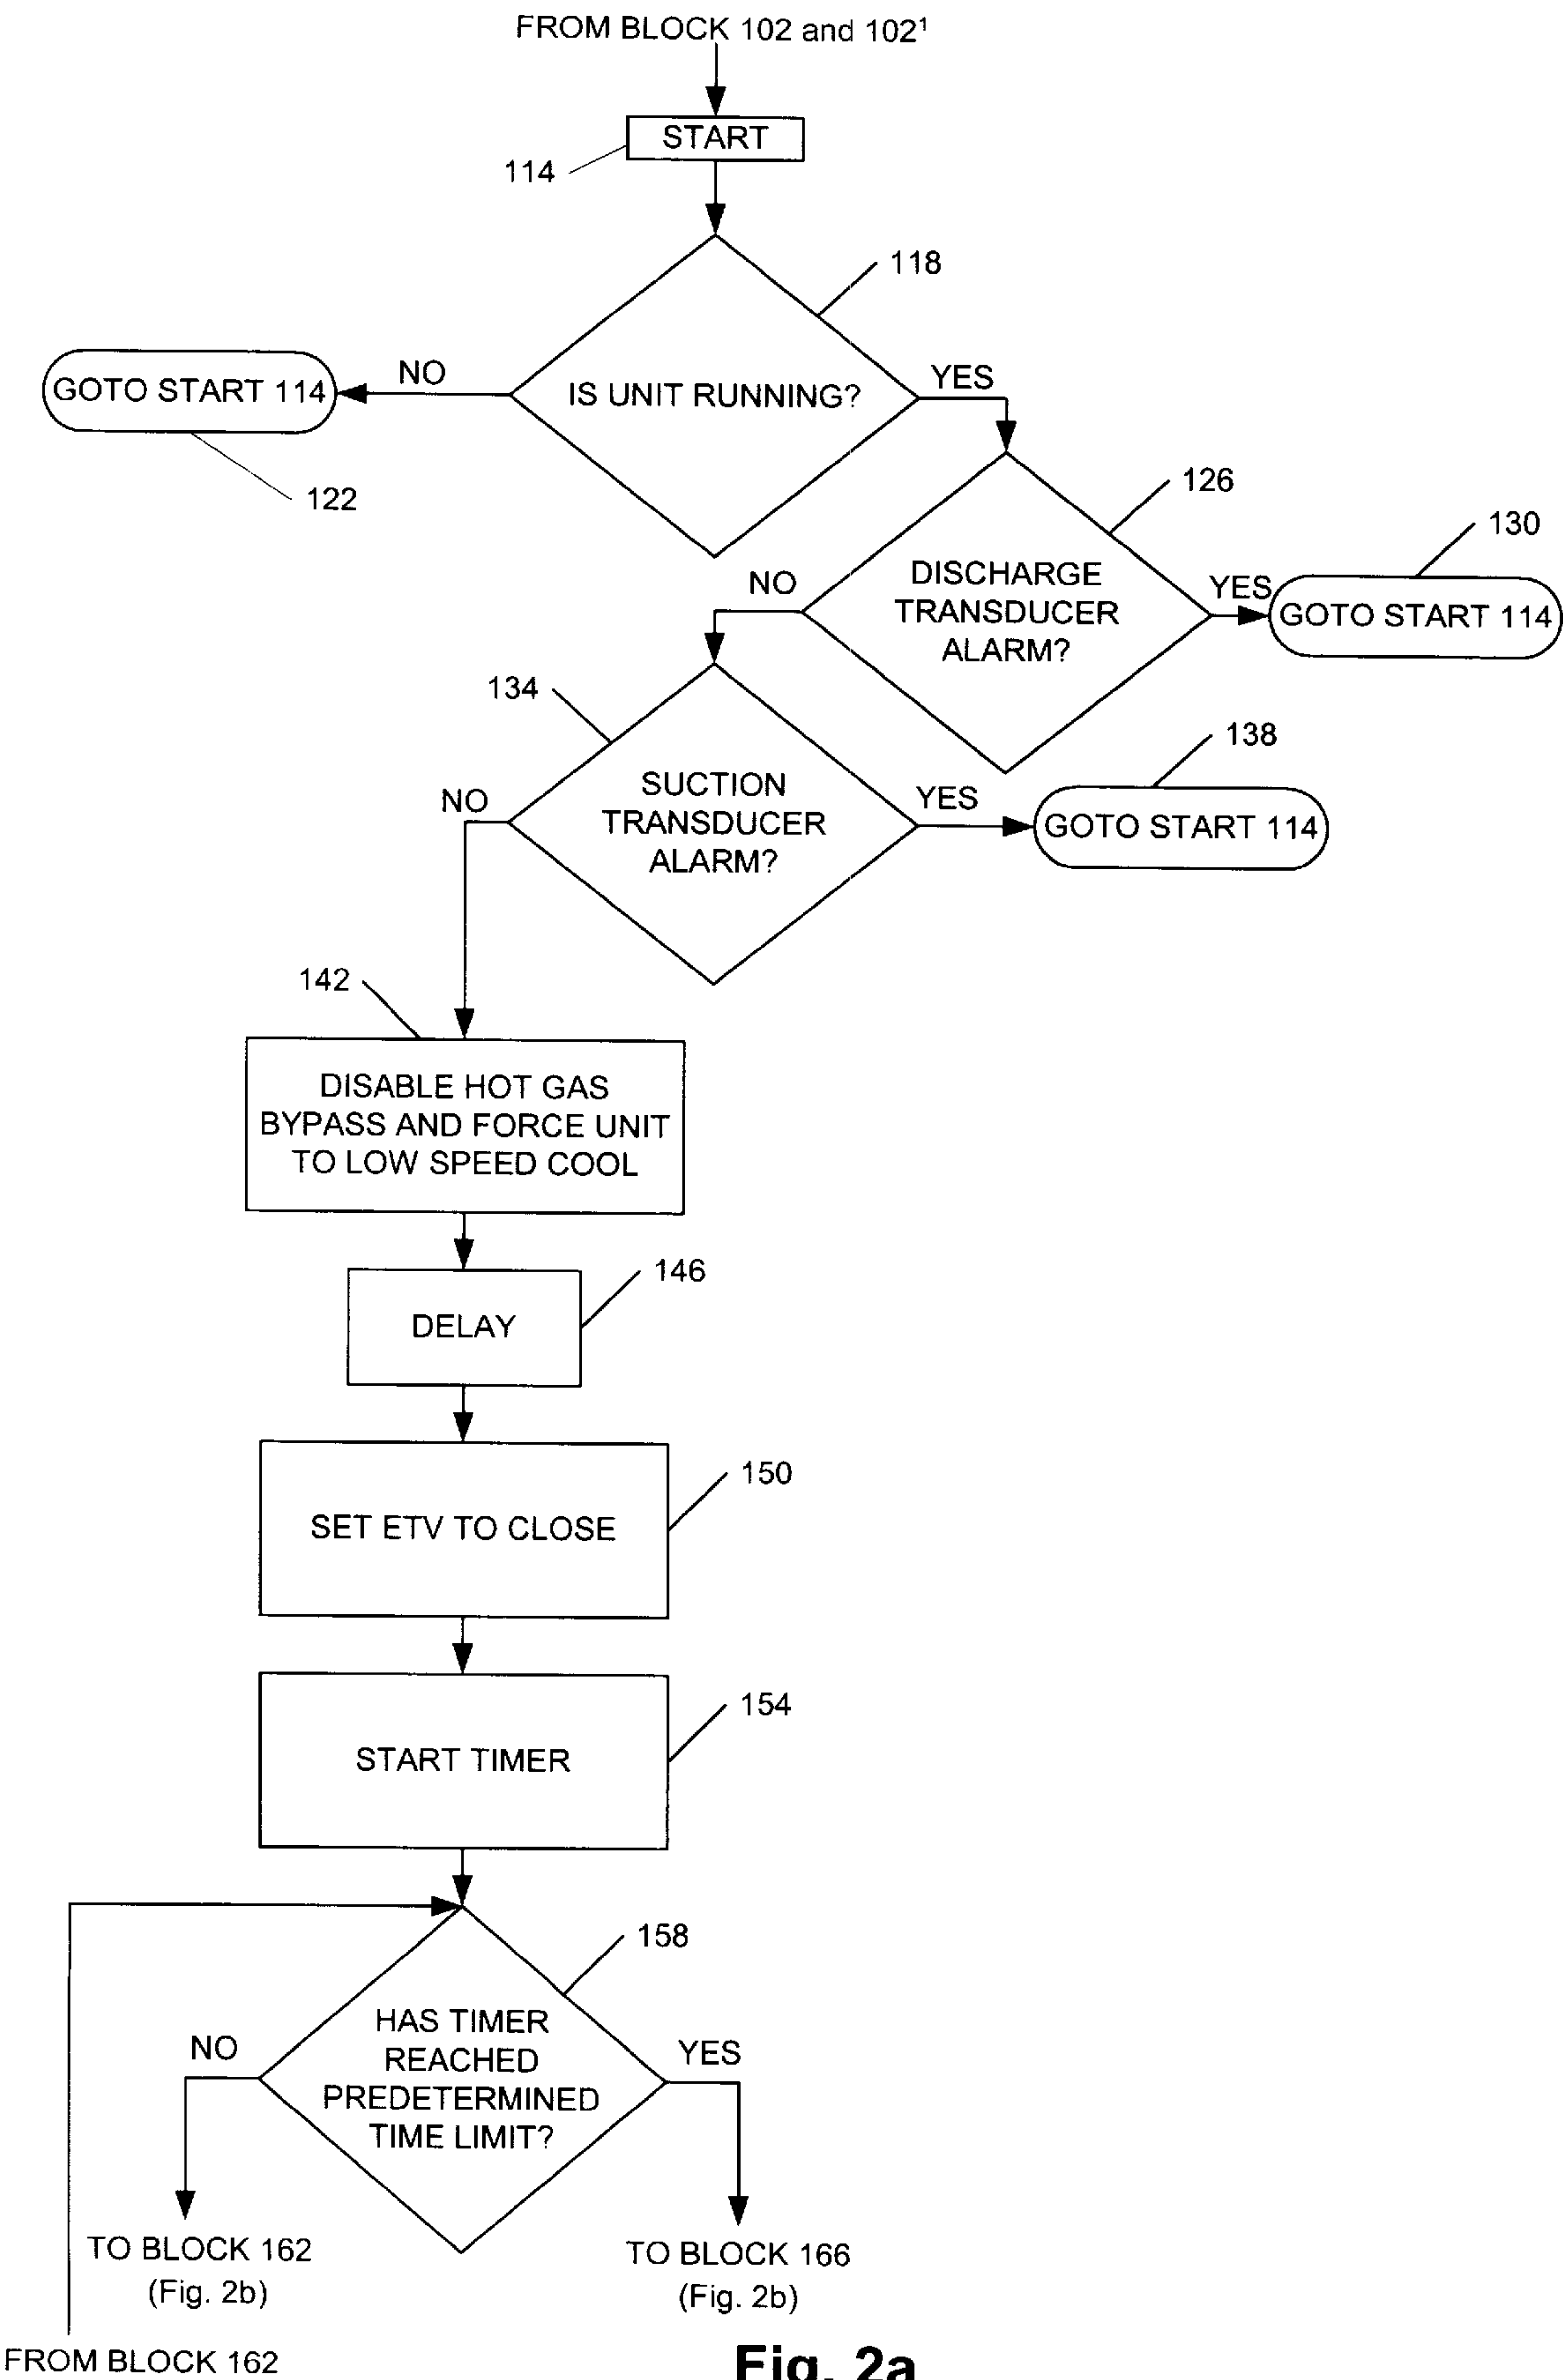 FROM BLOCK 102 and 102¹
START
114
118
NO
YES
GOTO START 114
IS UNIT RUNNING?
122
126
130
NO
DISCHARGE
TRANSDUCER
ALARM?
YES
GOTO START 114
134
138
NO
SUCTION
TRANSDUCER
ALARM?
YES
GOTO START 114
142
DISABLE HOT GAS
BYPASS AND FORCE UNIT
TO LOW SPEED COOL
146
DELAY
150
SET ETV TO CLOSE
154
START TIMER
158
NO
HAS TIMER
REACHED
PREDETERMINED
TIME LIMIT?
YES
TO BLOCK 162
(Fig. 2b)
TO BLOCK 166
(Fig. 2b)
FROM BLOCK 162
Fig. 2a